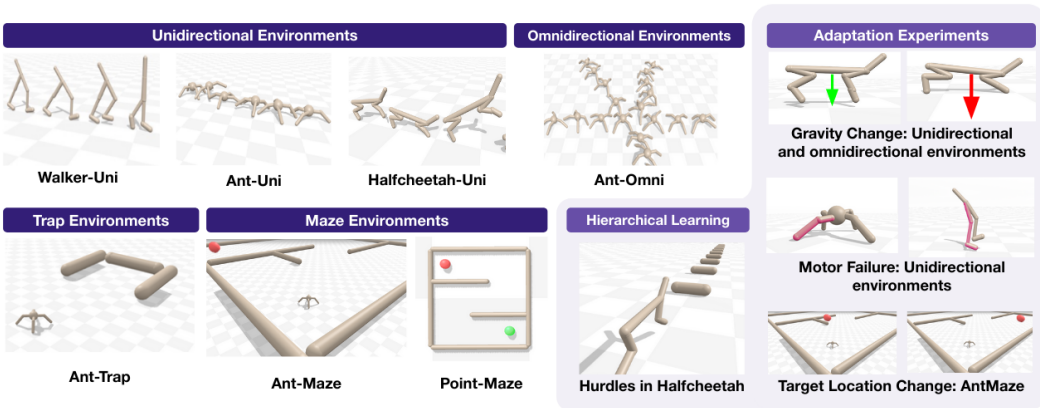 Unidirectional Environments
Walker-Uni
Ant-Uni
Halfcheetah-Uni
Omnidirectional Environments
Ant-Omni
Trap Environments
Ant-Trap
Maze Environments
Ant-Maze
Point-Maze
Hierarchical Learning
Hurdles in Halfcheetah
Adaptation Experiments
Gravity Change: Unidirectional
and omnidirectional environments
Motor Failure: Unidirectional
environments
Target Location Change: AntMaze